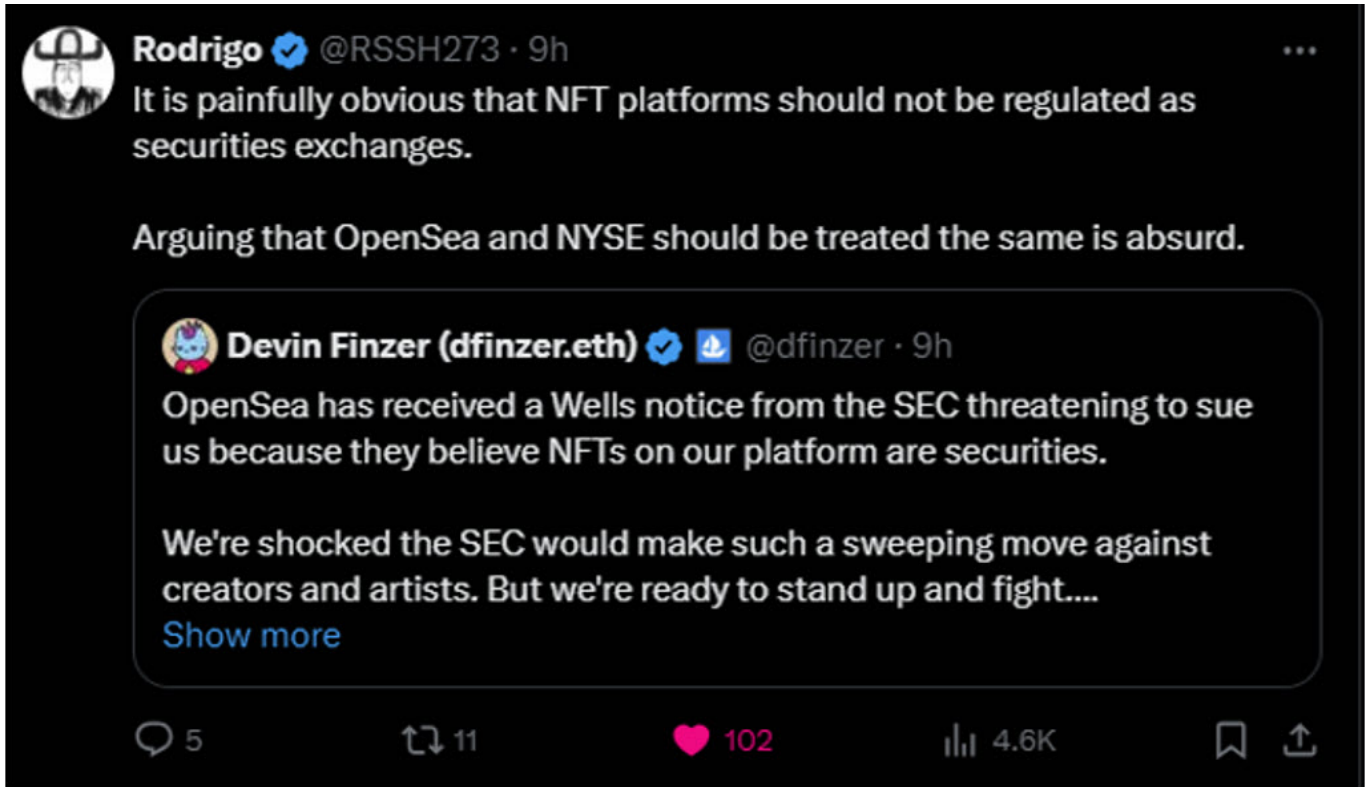 Rodrigo @RSSH273 · 9h
It is painfully obvious that NFT platforms should not be regulated as
securities exchanges.
Arguing that OpenSea and NYSE should be treated the same is absurd.
Devin Finzer (dfinzer.eth) @dfinzer · 9h
OpenSea has received a Wells notice from the SEC threatening to sue
us because they believe NFTs on our platform are securities.
We're shocked the SEC would make such a sweeping move against
creators and artists. But we're ready to stand up and fight....
Show more
5 11 102 4.6K